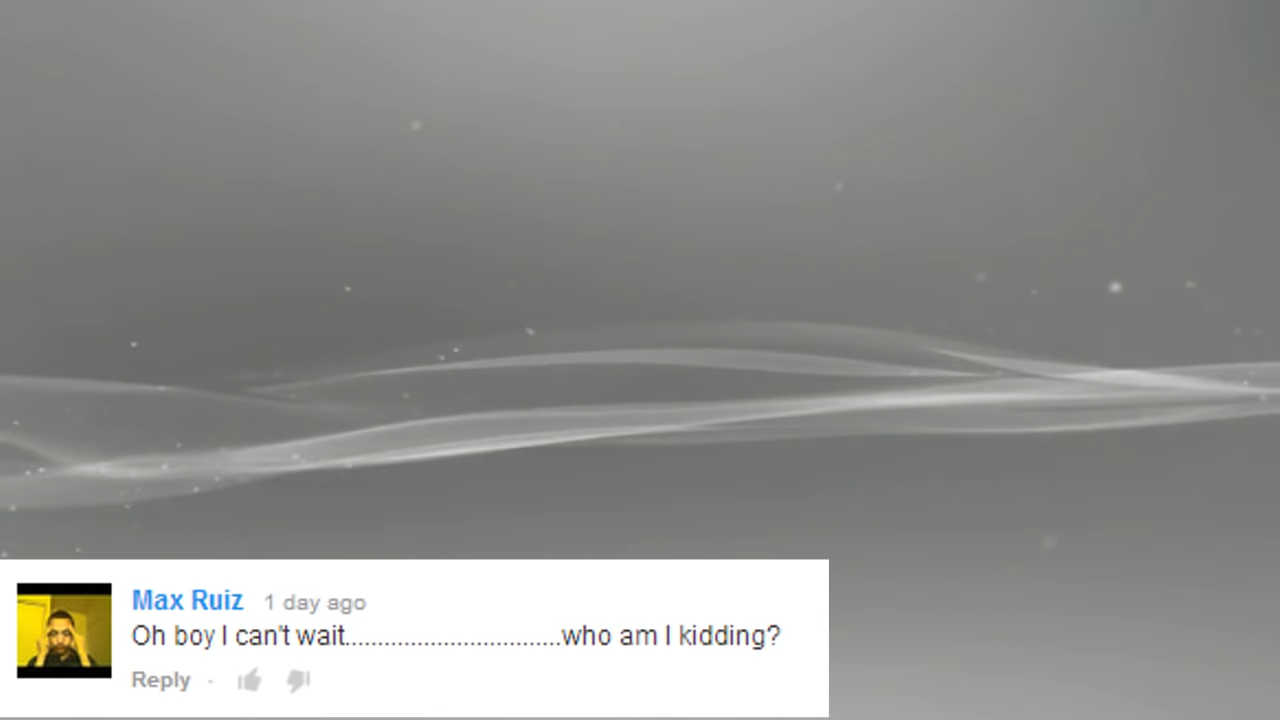 Max Ruiz 1 day ago
Oh boy I can't wait.................................who am I kidding?
Reply -